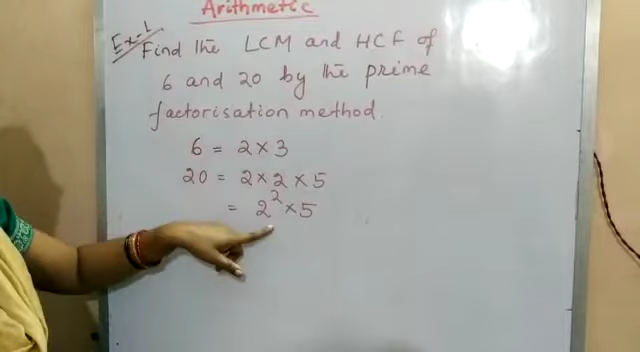 Arithmetic
Ex-1
Find the LCM and HCF of
6 and 20 by the prime
factorisation method.
6 = 2 × 3
20 = 2 × 2 × 5
= 2² × 5